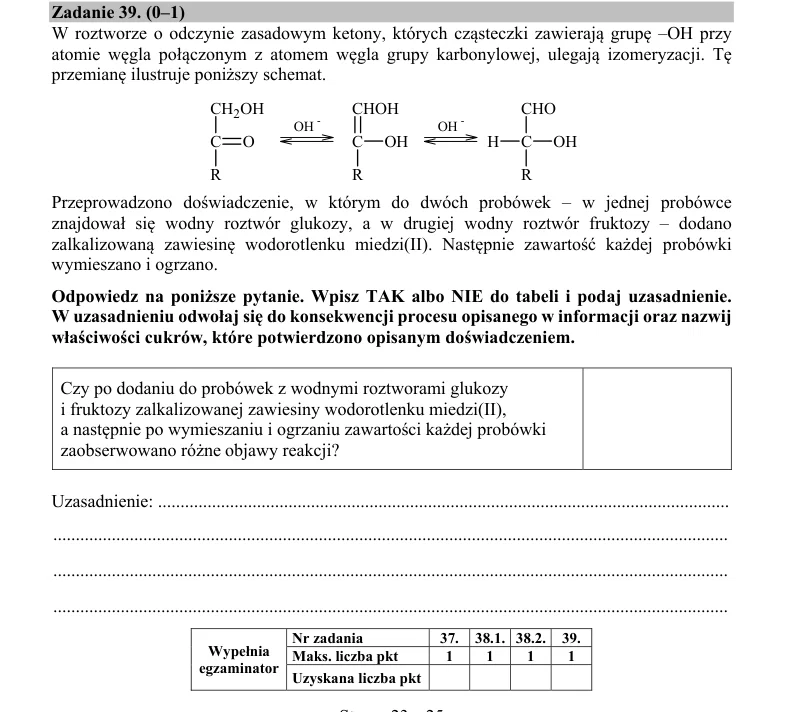 Zadanie 39. (0–1)
W roztworze o odczynie zasadowym ketony, których cząsteczki zawierają grupę –OH przy
atomie węgla połączonym z atomem węgla grupy karbonylowej, ulegają izomeryzacji. Tę
przemianę ilustruje poniższy schemat.
CH2OH CHOH CHO
OH - OH -
C=O C—OH H—C—OH
R R R
Przeprowadzono doświadczenie, w którym do dwóch probówek – w jednej probówce
znajdował się wodny roztwór glukozy, a w drugiej wodny roztwór fruktozy – dodano
zalkalizowaną zawiesinę wodorotlenku miedzi(II). Następnie zawartość każdej probówki
wymieszano i ogrzano.
Odpowiedz na poniższe pytanie. Wpisz TAK albo NIE do tabeli i podaj uzasadnienie.
W uzasadnieniu odwołaj się do konsekwencji procesu opisanego w informacji oraz nazwij
właściwości cukrów, które potwierdzono opisanym doświadczeniem.
Czy po dodaniu do probówek z wodnymi roztworami glukozy
i fruktozy zalkalizowanej zawiesiny wodorotlenku miedzi(II),
a następnie po wymieszaniu i ogrzaniu zawartości każdej probówki
zaobserwowano różne objawy reakcji?
Uzasadnienie: ..........................................................................................................................
..........................................................................................................................
..........................................................................................................................
..........................................................................................................................
Wypełnia egzaminator
Nr zadania 37. 38.1. 38.2. 39.
Maks. liczba pkt 1 1 1 1
Uzyskana liczba pkt